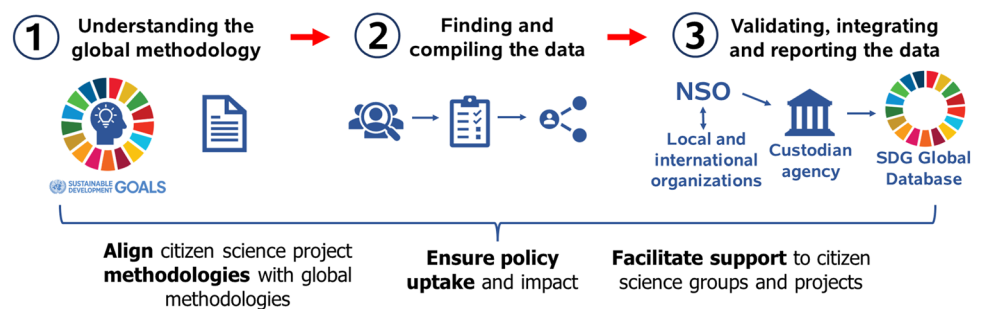 1
Understanding the
global methodology
2
Finding and
compiling the data
3
Validating, integrating
and reporting the data
SUSTAINABLE
DEVELOPMENT
GOALS
NSO
Local and
international
organizations
Custodian
agency
SDG Global
Database
Align citizen science project
methodologies with global
methodologies
Ensure policy
uptake and impact
Facilitate support to citizen
science groups and projects